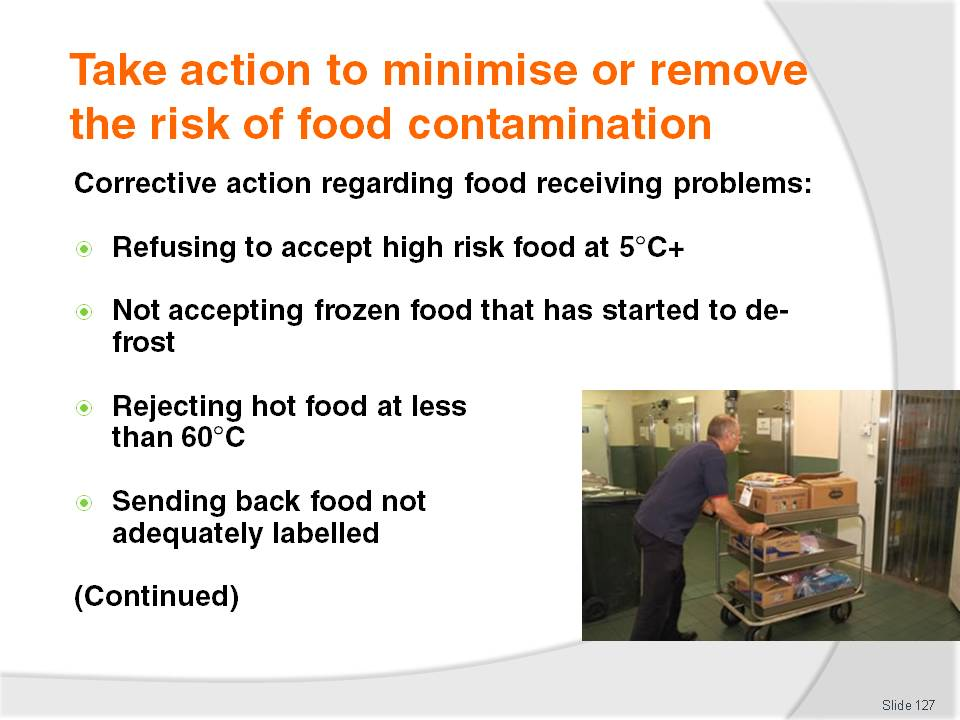 Take action to minimise or remove
the risk of food contamination
Corrective action regarding food receiving problems:
Refusing to accept high risk food at 5°C+
Not accepting frozen food that has started to de-
frost
Rejecting hot food at less
than 60°C
Sending back food not
adequately labelled
(Continued)
Slide 127